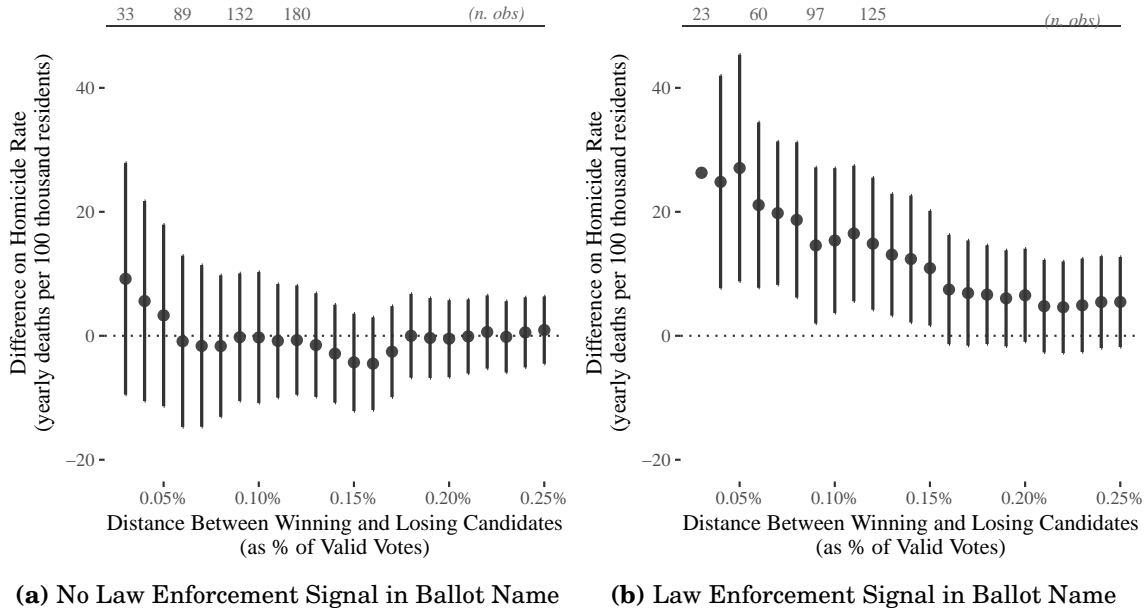 33 89 132 180 (n. obs)
Difference on Homicide Rate
(yearly deaths per 100 thousand residents)
40
20
0
−20
0.05% 0.10% 0.15% 0.20% 0.25%
Distance Between Winning and Losing Candidates
(as % of Valid Votes)
(a) No Law Enforcement Signal in Ballot Name
23 60 97 125 (n. obs)
Difference on Homicide Rate
(yearly deaths per 100 thousand residents)
40
20
0
−20
0.05% 0.10% 0.15% 0.20% 0.25%
Distance Between Winning and Losing Candidates
(as % of Valid Votes)
(b) Law Enforcement Signal in Ballot Name